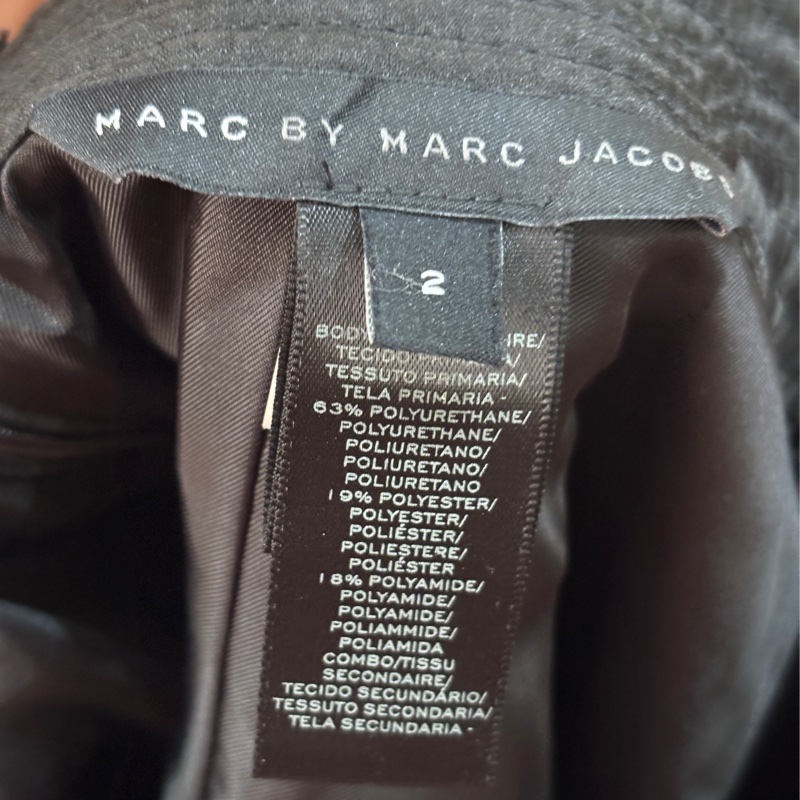 MARC BY MARC JACOBS
2
BODY IRE/
TECIDO A/
TESSUTO PRIMARIA/
TELA PRIMARIA -
63% POLYURETHANE/
POLYURETHANE/
POLIURETANO/
POLIURETANO/
POLIURETANO
19% POLYESTER/
POLYESTER/
POLIÉSTER/
POLIESTERE/
POLIÉSTER
18% POLYAMIDE/
POLYAMIDE/
POLYAMIDE/
POLIAMMIDE/
POLIAMIDA
COMBO/TISSU
SECONDAIRE/
TECIDO SECUNDÁRIO/
TESSUTO SECONDARIA/
TELA SECUNDARIA -